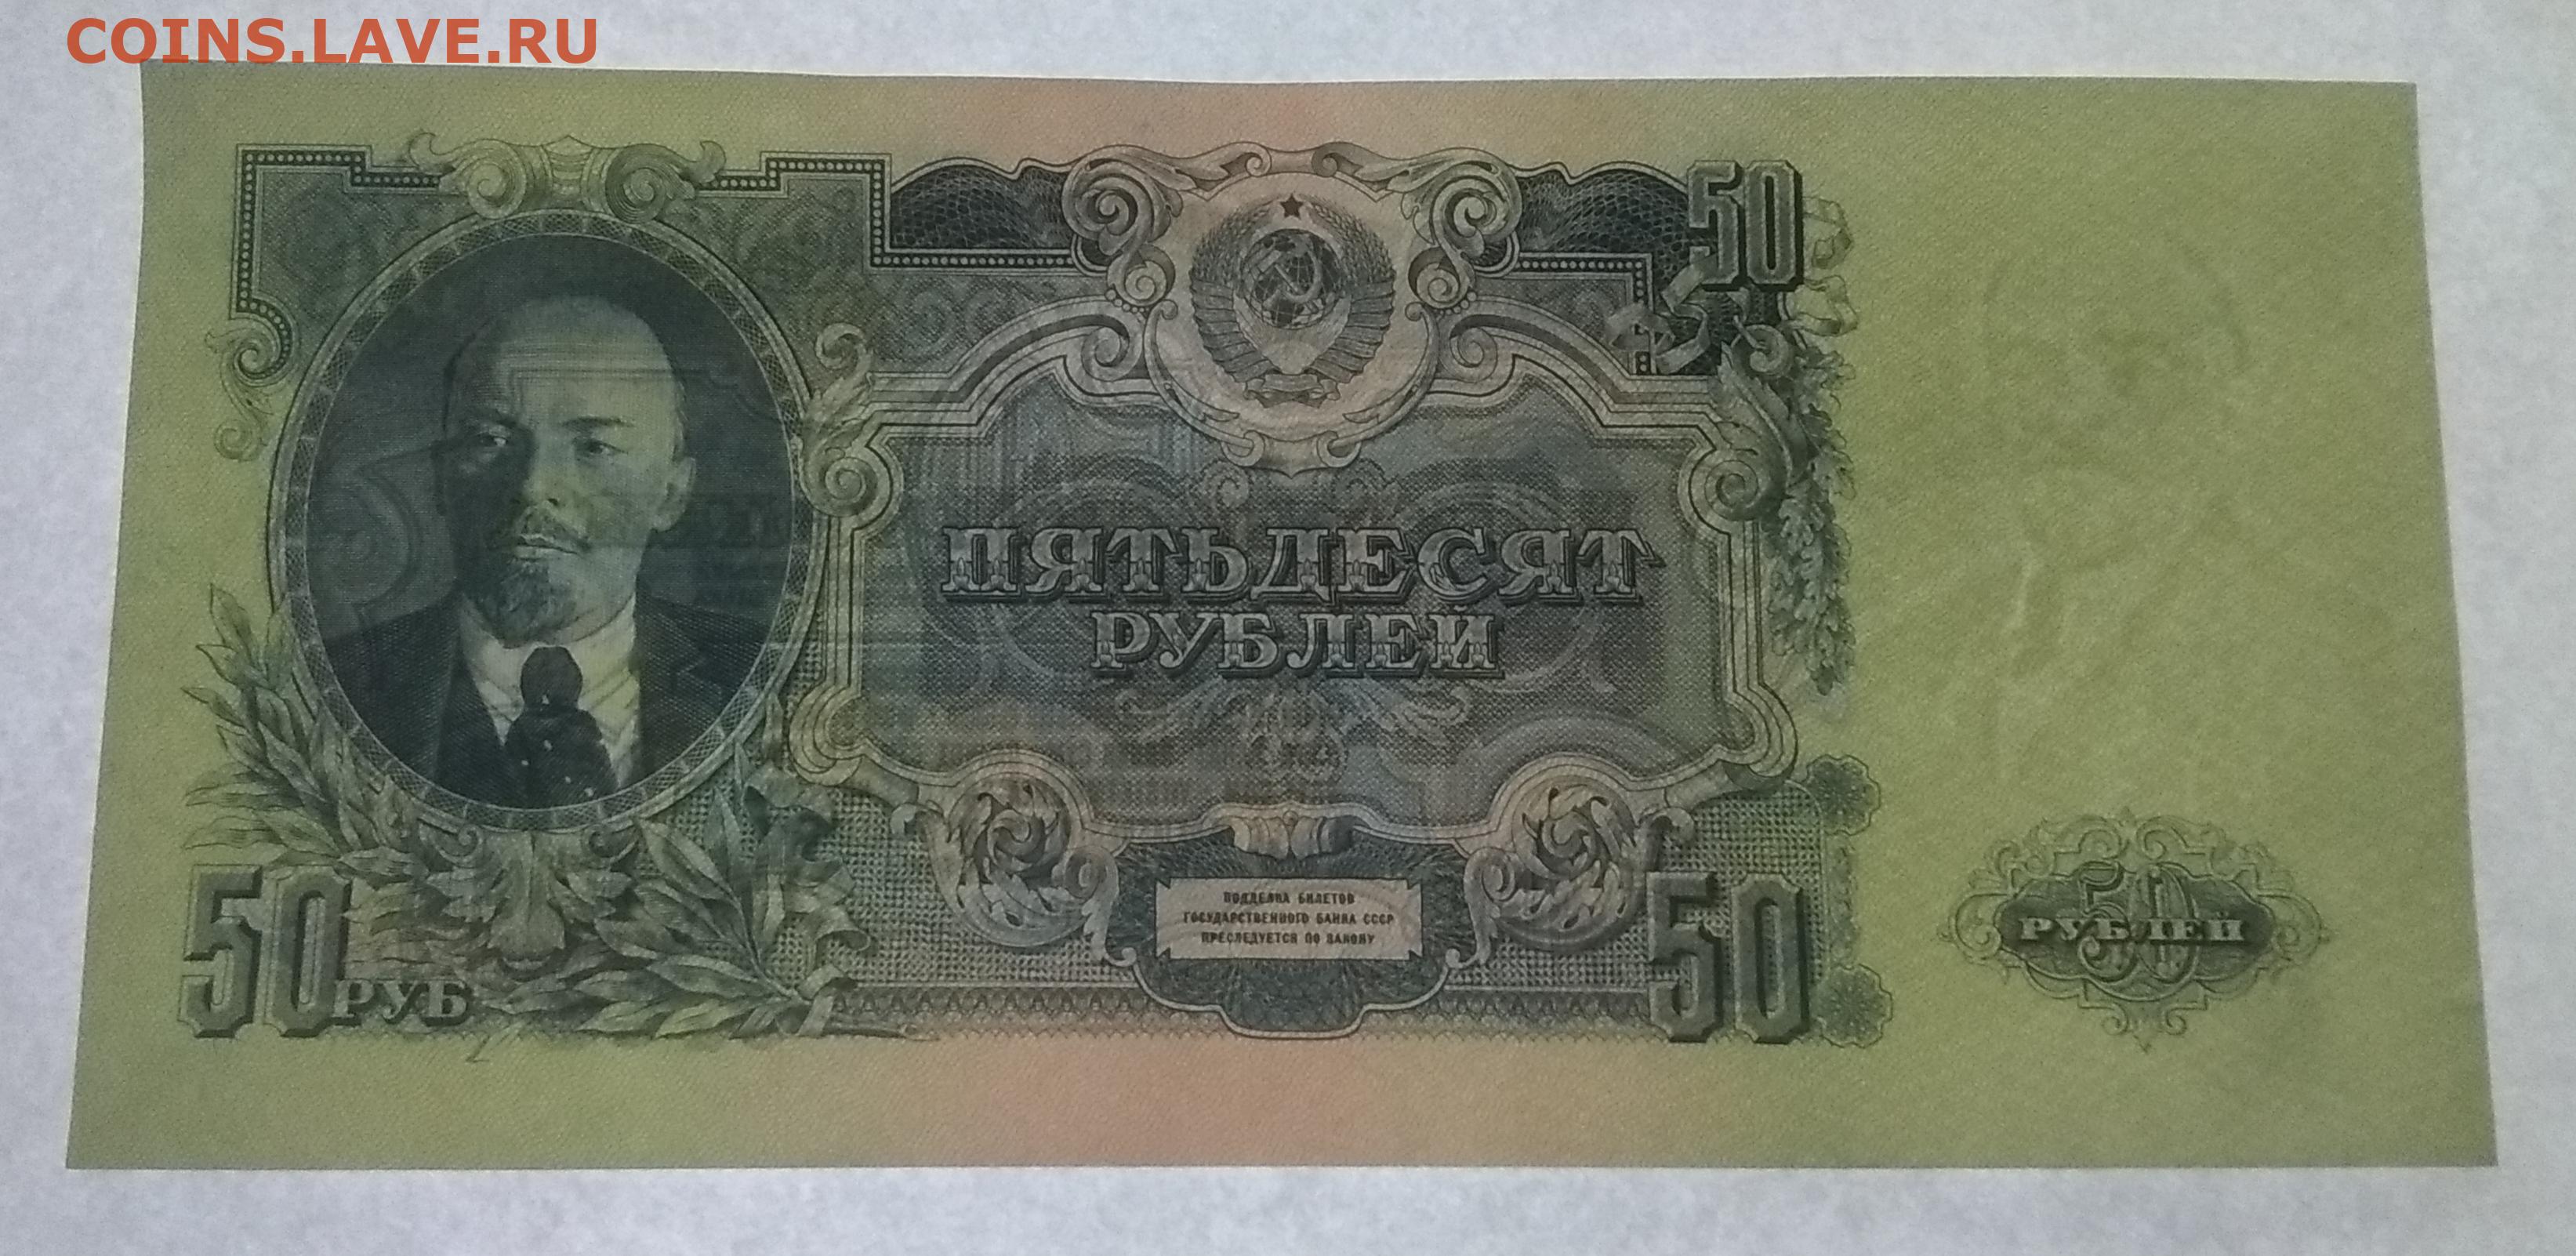 COINS.LAVE.RU
50
ПЯТЬДЕСЯТ
РУБЛЕЙ
ПОДДЕЛКА БИЛЕТОВ
ГОСУДАРСТВЕННОГО БАНКА СССР
ПРЕСЛЕДУЕТСЯ ПО ЗАКОНУ
50 РУБ
50
50
РУБЛЕЙ